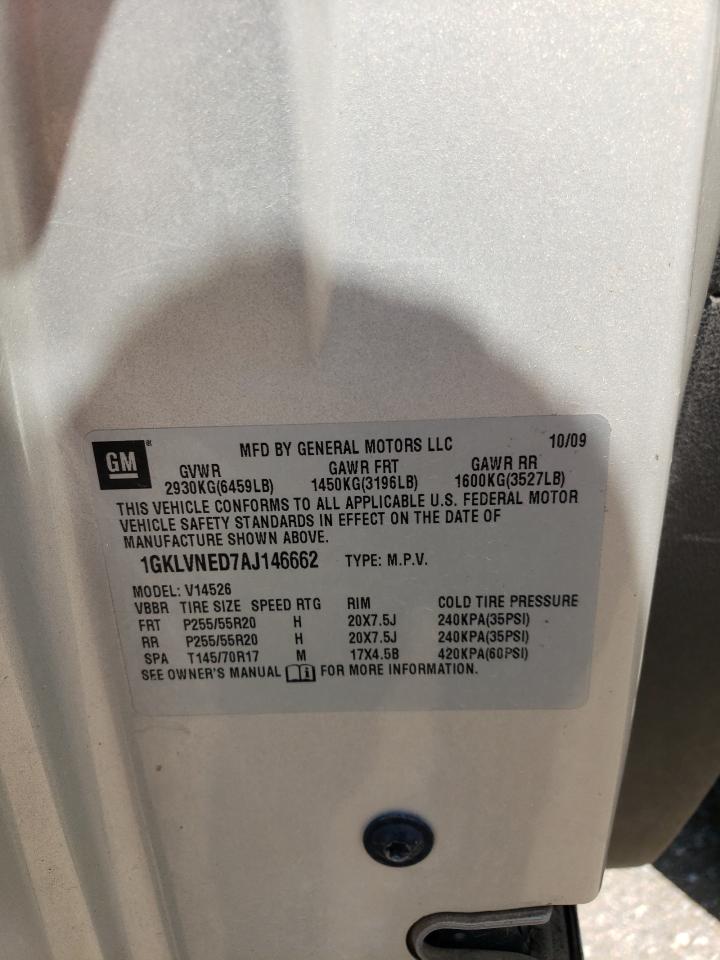 GM® MFD BY GENERAL MOTORS LLC 10/09
GVWR GAWR FRT GAWR RR
2930KG(6459LB) 1450KG(3196LB) 1600KG(3527LB)
THIS VEHICLE CONFORMS TO ALL APPLICABLE U.S. FEDERAL MOTOR
VEHICLE SAFETY STANDARDS IN EFFECT ON THE DATE OF
MANUFACTURE SHOWN ABOVE.
1GKLVNED7AJ146662 TYPE: M.P.V.
MODEL: V14526
VBBR TIRE SIZE SPEED RTG RIM COLD TIRE PRESSURE
FRT P255/55R20 H 20X7.5J 240KPA(35PSI)
RR P255/55R20 H 20X7.5J 240KPA(35PSI)
SPA T145/70R17 M 17X4.5B 420KPA(60PSI)
SEE OWNER'S MANUAL i FOR MORE INFORMATION.